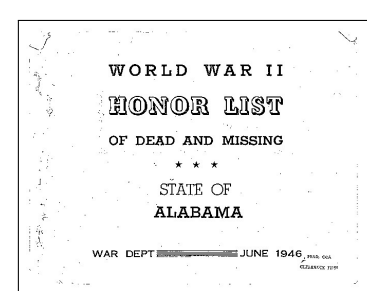 WORLD WAR II
HONOR LIST
OF DEAD AND MISSING
★ ★ ★
STATE OF
ALABAMA
WAR DEPT JUNE 1946